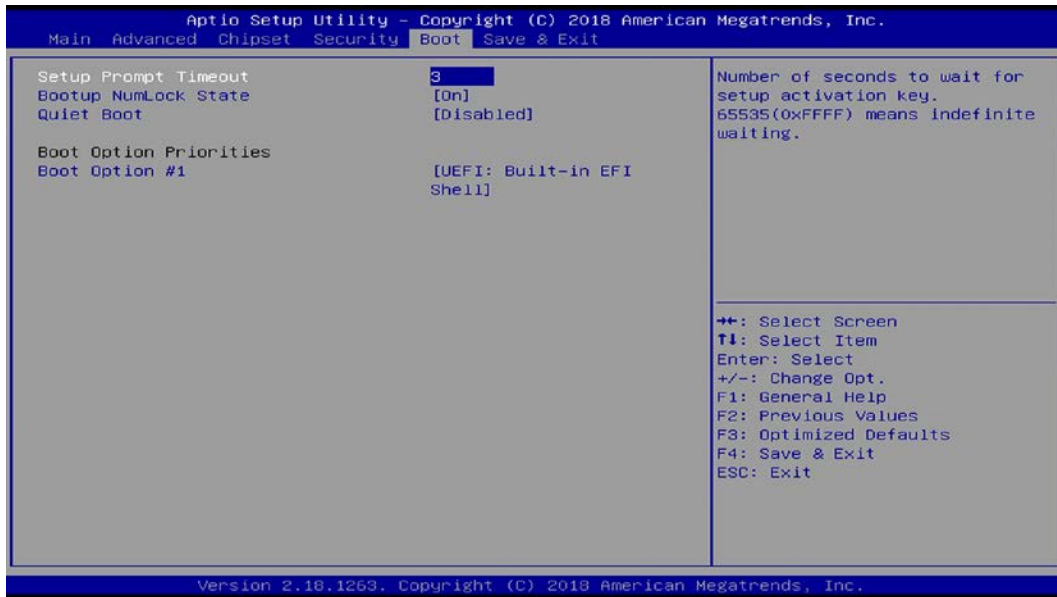 Aptio Setup Utility – Copyright (C) 2018 American Megatrends, Inc.
Main Advanced Chipset Security Boot Save & Exit
Setup Prompt Timeout 3
Bootup NumLock State [On]
Quiet Boot [Disabled]
Boot Option Priorities
Boot Option #1 [UEFI: Built-in EFI
Shell]
Number of seconds to wait for
setup activation key.
65535(0xFFFF) means indefinite
waiting.
→←: Select Screen
↑↓: Select Item
Enter: Select
+/-: Change Opt.
F1: General Help
F2: Previous Values
F3: Optimized Defaults
F4: Save & Exit
ESC: Exit
Version 2.18.1263. Copyright (C) 2018 American Megatrends, Inc.